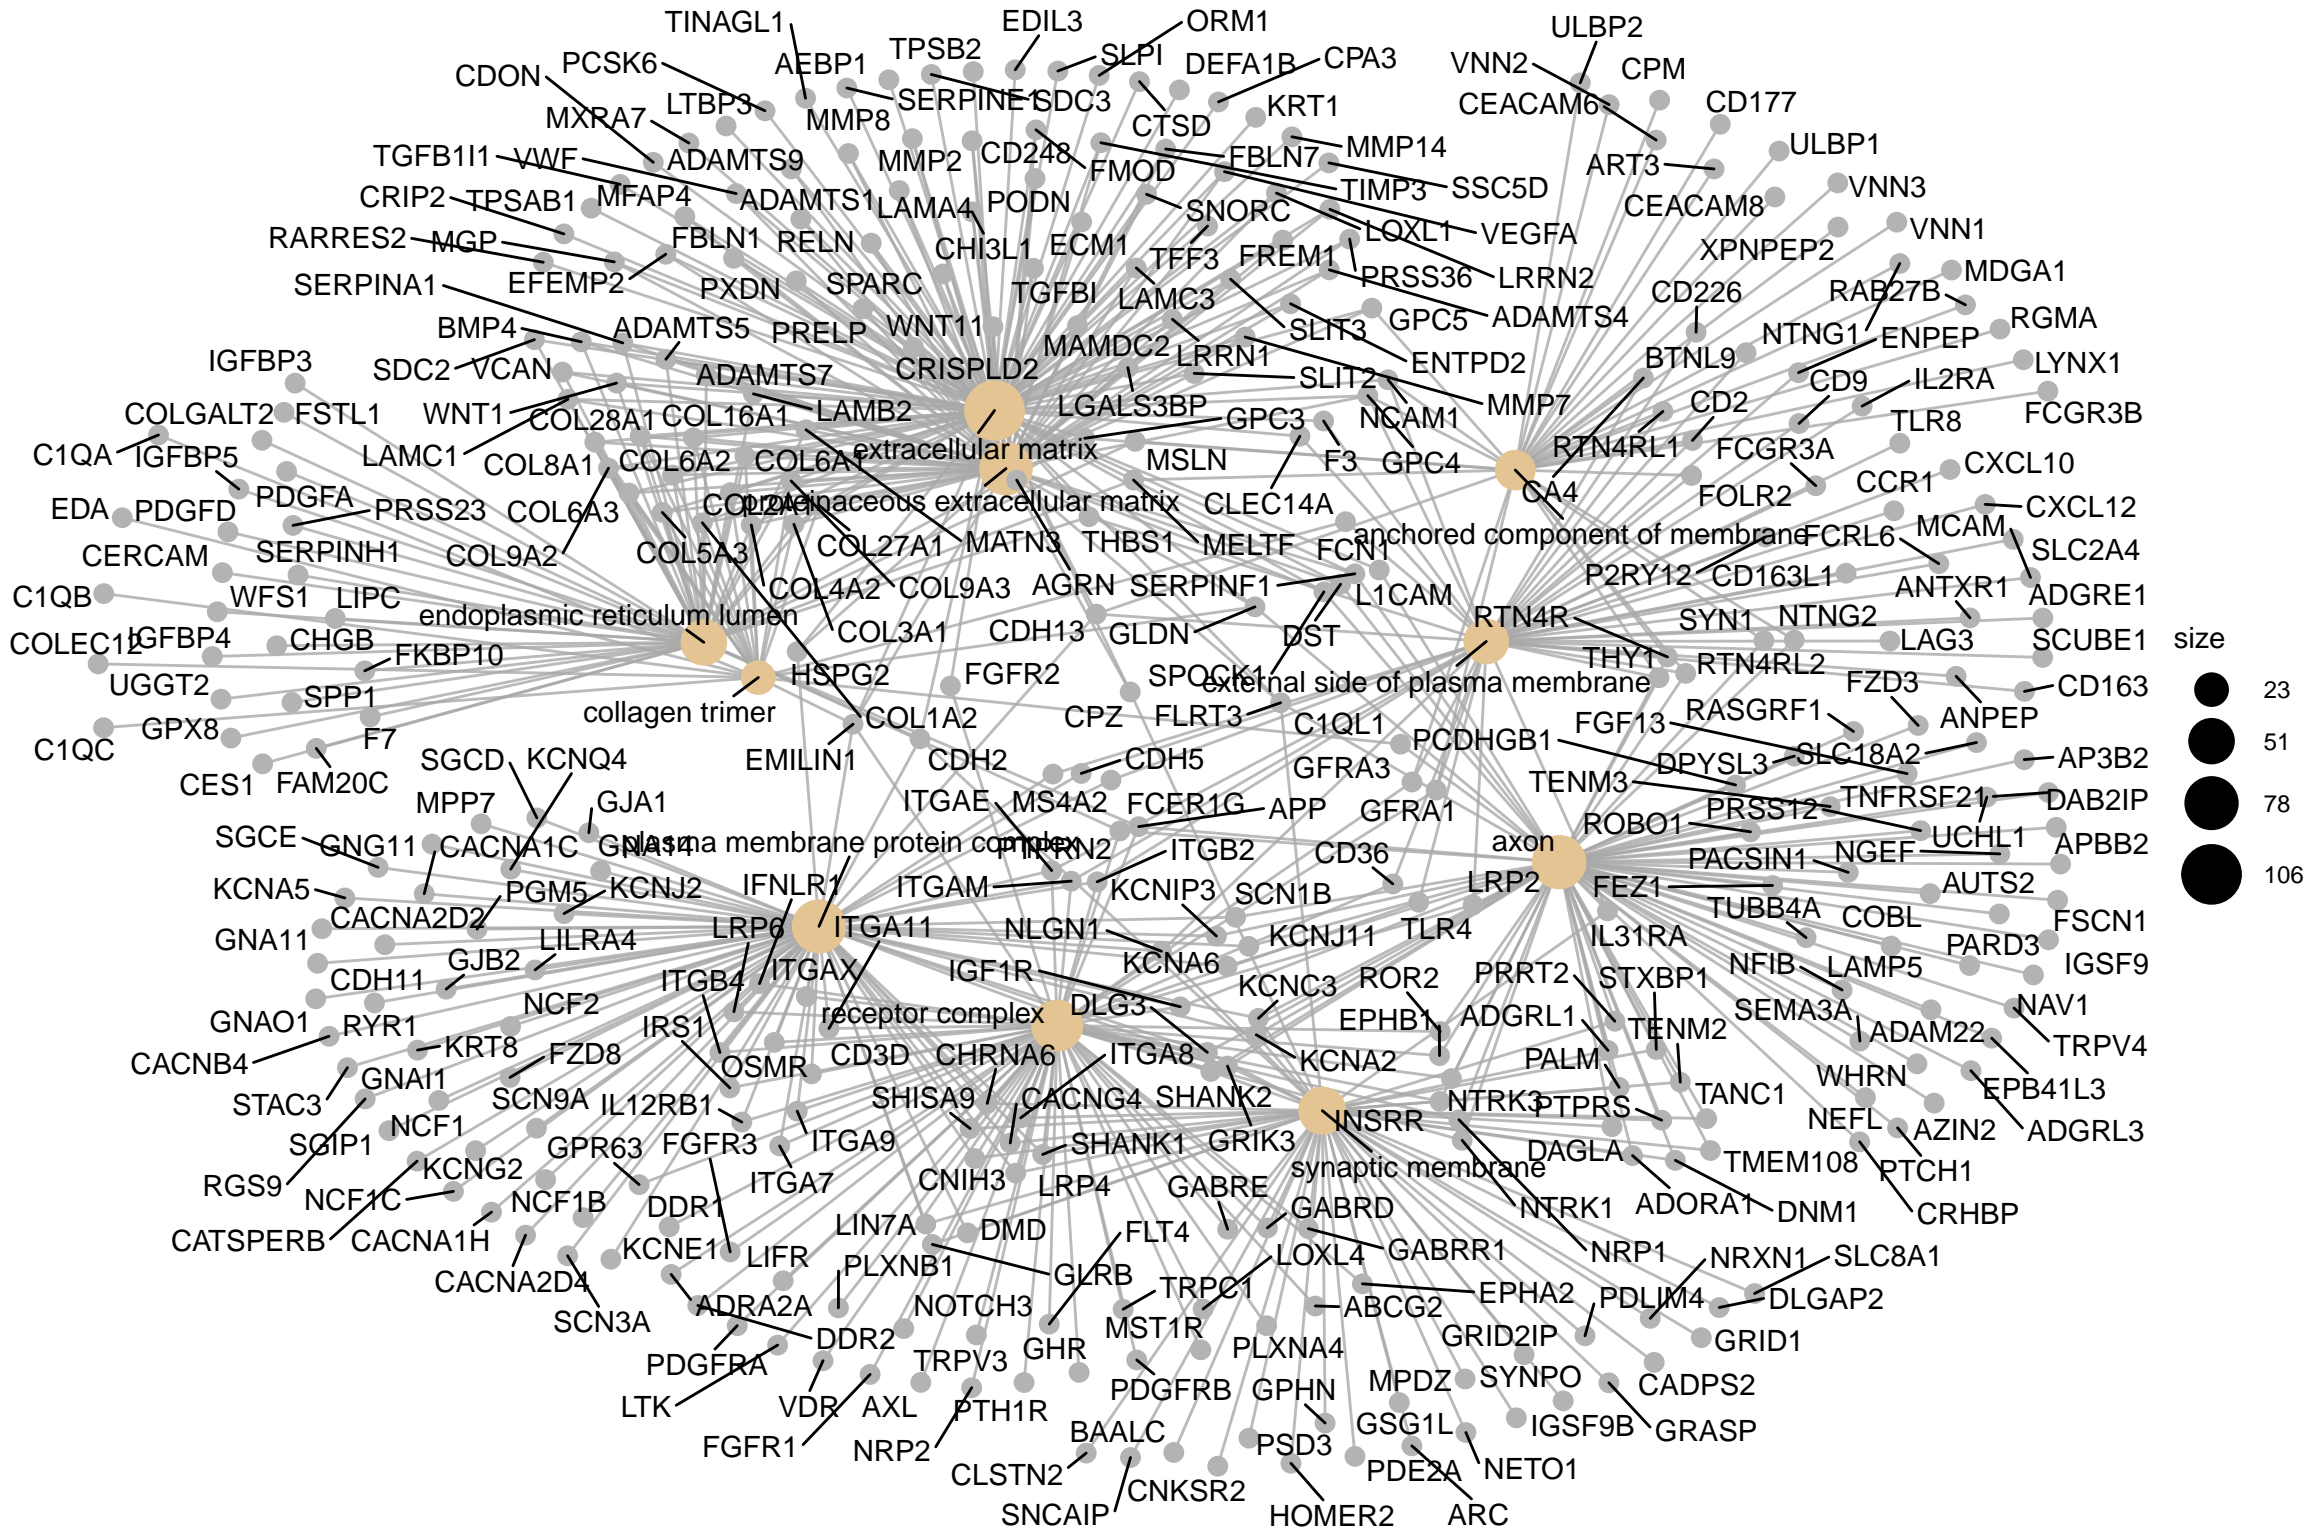 TINAGL1
EDIL3
ORM1
ULBP2
CDON
PCSK6
AEBP1
TPSB2
SLPI
DEFA1B
CPA3
VNN2
CPM
MXRA7
LTBP3
MMP8
SERPINE1
SDC3
CTSD
KRT1
CEACAM6
CD177
TGFB1I1
VWF
ADAMTS9
MMP2
CD248
FMOD
FBLN7
MMP14
ART3
ULBP1
CRIP2
TPSAB1
MFAP4
ADAMTS1
LAMA4
PODN
SNORC
TIMP3
SSC5D
CEACAM8
VNN3
RARRES2
MGP
FBLN1
RELN
CHI3L1
ECM1
TFF3
FREM1
LOXL1
VEGFA
XPNPEP2
VNN1
SERPINA1
EFEMP2
PXDN
SPARC
TGFBI
LAMC3
PRSS36
LRRN2
CD226
RAB27B
MDGA1
BMP4
ADAMTS5
PRELP
WNT11
SLIT3
GPC5
ADAMTS4
NTNG1
ENPEP
RGMA
IGFBP3
SDC2
VCAN
ADAMTS7
CRISPLD2
MAMDC2
LRRN1
SLIT2
ENTPD2
BTNL9
CD9
IL2RA
LYNX1
COLGALT2
FSTL1
WNT1
COL28A1
COL16A1
LAMB2
LGALS3BP
GPC3
NCAM1
MMP7
CD2
TLR8
FCGR3B
C1QA
IGFBP5
LAMC1
COL8A1
COL6A2
COL6A1
extracellular matrix
MSLN
F3
GPC4
RTN4RL1
FCGR3A
CXCL10
EDA
PDGFD
PDGFA
PRSS23
COL6A3
COL2A1
proteinaceous extracellular matrix
CLEC14A
CA4
FOLR2
CCR1
CXCL12
CERCAM
SERPINH1
COL9A2
COL5A3
COL27A1
MATN3
THBS1
MELTF
FCN1
anchored component of membrane
FCRL6
MCAM
SLC2A4
C1QB
WFS1
LIPC
COL4A2
COL9A3
AGRN
SERPINF1
L1CAM
P2RY12
CD163L1
ANTXR1
ADGRE1
endoplasmic reticulum lumen
COLEC12
IGFBP4
CHGB
FKBP10
COL3A1
CDH13
GLDN
DST
RTN4R
SYN1
NTNG2
LAG3
SCUBE1
size
UGGT2
SPP1
HSPG2
FGFR2
SPOCK1
external side of plasma membrane
THY1
RTN4RL2
FZD3
CD163
23
C1QC
GPX8
F7
collagen trimer
COL1A2
CPZ
FLRT3
C1QL1
FGF13
RASGRF1
ANPEP
51
CES1
FAM20C
SGCD
KCNQ4
EMILIN1
CDH2
CDH5
GFRA3
PCDHGB1
DPYSL3
SLC18A2
AP3B2
MPP7
GJA1
ITGAE
MS4A2
FCER1G
APP
GFRA1
TENM3
PRSS12
TNFRSF21
DAB2IP
78
SGCE
GNG11
CACNA1C
GNA14
plasma membrane protein complex
PTPRN2
ITGB2
CD36
axon
ROBO1
PACSIN1
NGEF
UCHL1
APBB2
KCNA5
CACNA2D2
PGM5
KCNJ2
IFNLR1
ITGAM
KCNIP3
SCN1B
LRP2
FEZ1
AUTS2
106
GNA11
LILRA4
LRP6
ITGA11
NLGN1
KCNJ11
TLR4
IL31RA
TUBB4A
COBL
PARD3
FSCN1
CDH11
GJB2
ITGB4
ITGAX
IGF1R
KCNA6
KCNC3
ROR2
PRRT2
STXBP1
NFIB
LAMP5
IGSF9
GNAO1
RYR1
NCF2
IRS1
receptor complex
DLG3
EPHB1
ADGRL1
TENM2
SEMA3A
ADAM22
NAV1
CACNB4
KRT8
FZD8
OSMR
CD3D
CHRNA6
ITGA8
KCNA2
PALM
TRPV4
STAC3
GNAI1
SCN9A
IL12RB1
SHISA9
CACNG4
SHANK2
NTRK3
PTPRS
TANC1
WHRN
EPB41L3
SGIP1
NCF1
FGFR3
ITGA9
SHANK1
GRIK3
INSRR
DAGLA
NEFL
AZIN2
ADGRL3
RGS9
KCNG2
GPR63
ITGA7
CNIH3
LRP4
GABRE
synaptic membrane
TMEM108
PTCH1
NCF1C
NCF1B
DDR1
LIN7A
DMD
FLT4
GABRD
NTRK1
ADORA1
DNM1
CRHBP
CATSPERB
CACNA1H
KCNE1
LIFR
PLXNB1
GLRB
LOXL4
GABRR1
NRP1
NRXN1
SLC8A1
CACNA2D4
ADRA2A
NOTCH3
TRPC1
ABCG2
EPHA2
PDLIM4
DLGAP2
SCN3A
DDR2
MST1R
GRID2IP
GRID1
PDGFRA
TRPV3
GHR
PLXNA4
LTK
VDR
AXL
PTH1R
PDGFRB
GPHN
MPDZ
SYNPO
CADPS2
FGFR1
NRP2
BAALC
PSD3
GSG1L
IGSF9B
GRASP
CLSTN2
CNKSR2
PDE2A
NETO1
SNCAIP
HOMER2
ARC